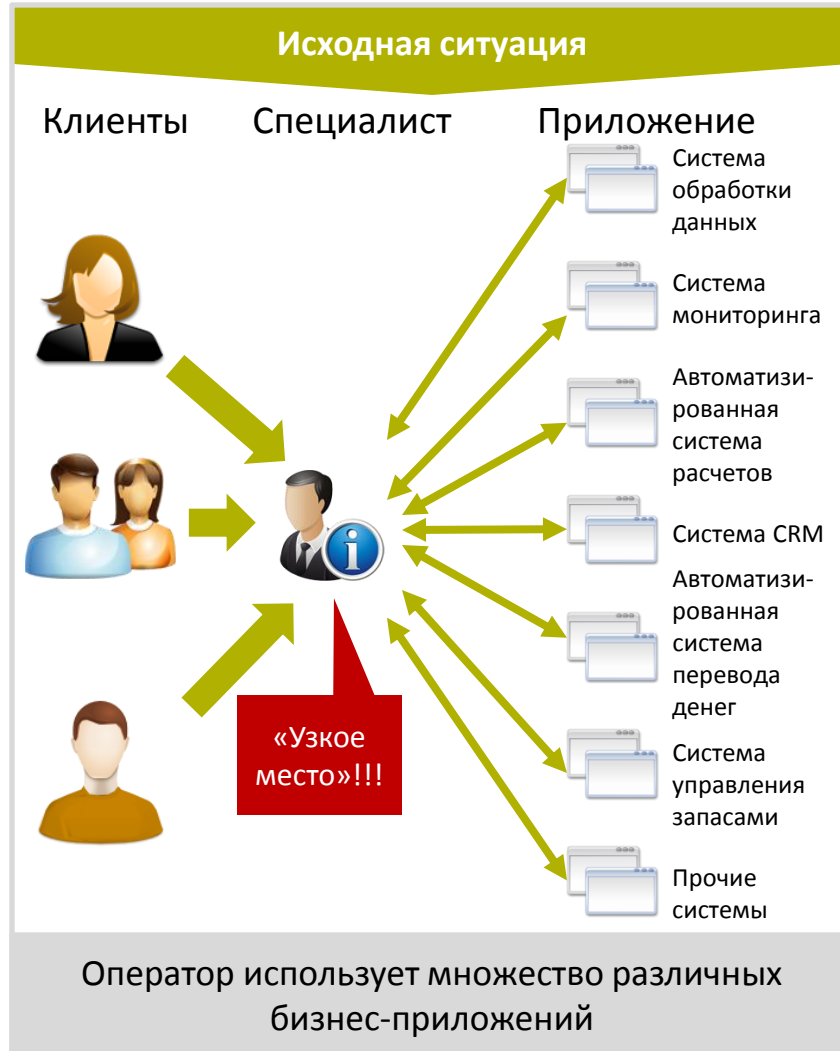 Исходная ситуация
Клиенты
Специалист
Приложение
Система
обработки
данных
Система
мониторинга
Автоматизи-
рованная
система
расчетов
Система CRM
Автоматизи-
рованная
система
перевода
денег
Система
управления
запасами
Прочие
системы
«Узкое
место»!!!
Оператор использует множество различных
бизнес-приложений